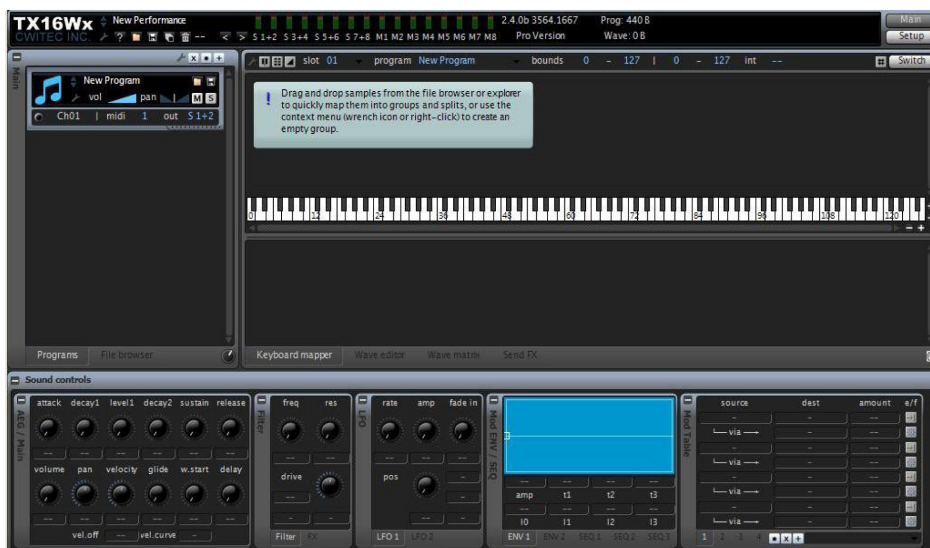 TX16Wx New Performance 2.4.0b 3564.1667 Prog: 440 B Main
CWITEC INC. ? -- < > S 1+2 S 3+4 S 5+6 S 7+8 M1 M2 M3 M4 M5 M6 M7 M8 Pro Version Wave: 0 B Setup
Main
slot 01 program New Program bounds 0 - 127 | 0 - 127 int -- Switch
New Program
vol pan M S
Ch01 | midi 1 out S 1+2
! Drag and drop samples from the file browser or explorer
to quickly map them into groups and splits, or use the
context menu (wrench icon or right-click) to create an
empty group.
0 12 24 36 48 60 72 84 96 108 120
Programs File browser Keyboard mapper Wave editor Wave matrix Send FX
Sound controls
AEG / Main
attack decay1 level1 decay2 sustain release
-- -- -- -- -- --
volume pan velocity glide w.start delay
-- -- -- -- -- --
vel.off -- vel.curve -
Filter
freq res
-- --
drive
--
- -
Filter FX
LFO
rate amp fade in
-- -- --
pos -
-- -
LFO 1 LFO 2
Mod ENV / SEQ
-- -- -- --
amp t1 t2 t3
-- -- -- --
l0 l1 l2 l3
ENV 1 ENV 2 SEQ 1 SEQ 2 SEQ 3
Mod Table
source dest amount e/f
- - --
via - --
- - --
via - --
- - --
via - --
- - --
via - --
1 2 3 4